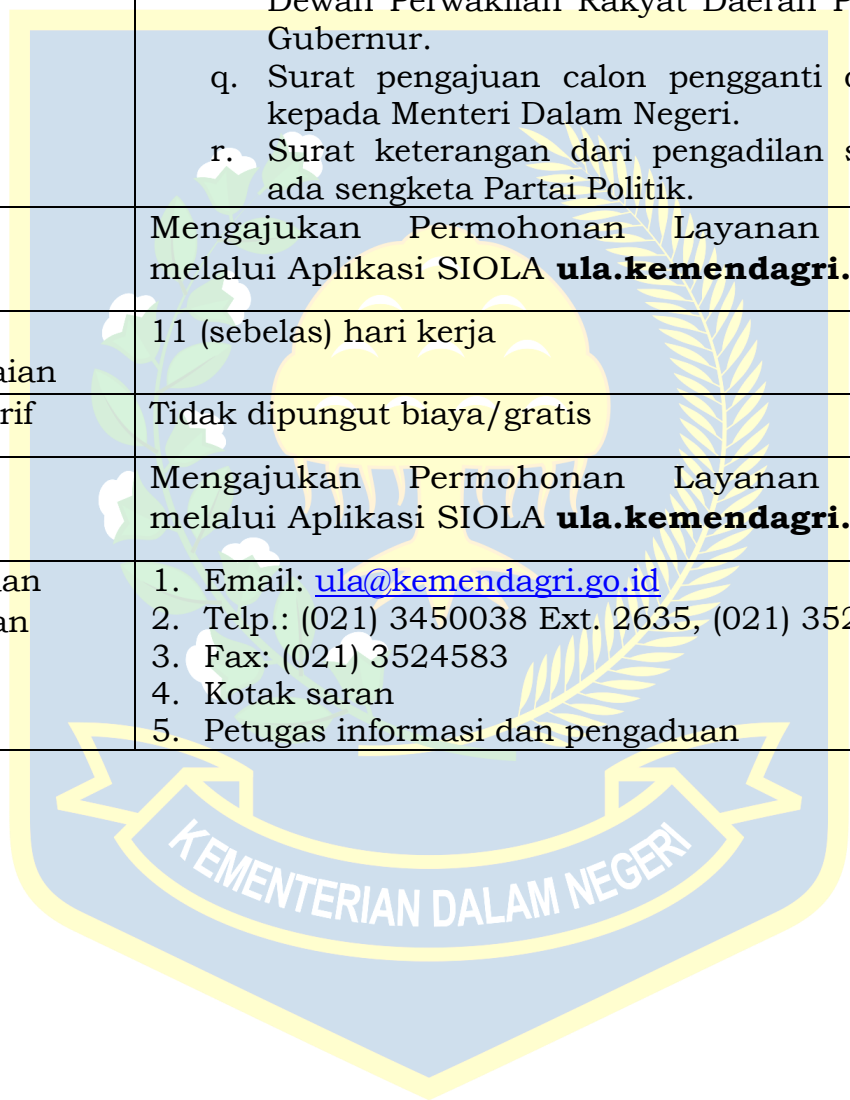 Dewan Perwakilan Rakyat Daerah P
Gubernur.
q. Surat pengajuan calon pengganti
kepada Menteri Dalam Negeri.
r. Surat keterangan dari pengadilan s
ada sengketa Partai Politik.
Mengajukan Permohonan Layanan
melalui Aplikasi SIOLA ula.kemendagri.
11 (sebelas) hari kerja
aian
rif
Tidak dipungut biaya/gratis
Mengajukan Permohonan Layanan
melalui Aplikasi SIOLA ula.kemendagri.
an
1. Email: ula@kemendagri.go.id
an
2. Telp.: (021) 3450038 Ext. 2635, (021) 352
3. Fax: (021) 3524583
4. Kotak saran
5. Petugas informasi dan pengaduan
KEMENTERIAN DALAM NEGERI